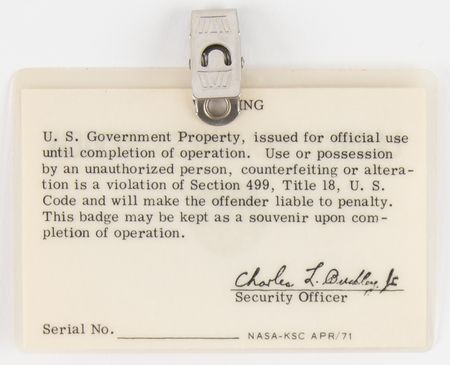 ING
U. S. Government Property, issued for official use
until completion of operation. Use or possession
by an unauthorized person, counterfeiting or altera-
tion is a violation of Section 499, Title 18, U. S.
Code and will make the offender liable to penalty.
This badge may be kept as a souvenir upon com-
pletion of operation.
Charles L. Buckley, Jr
Security Officer
Serial No. ____________ NASA-KSC APR/71